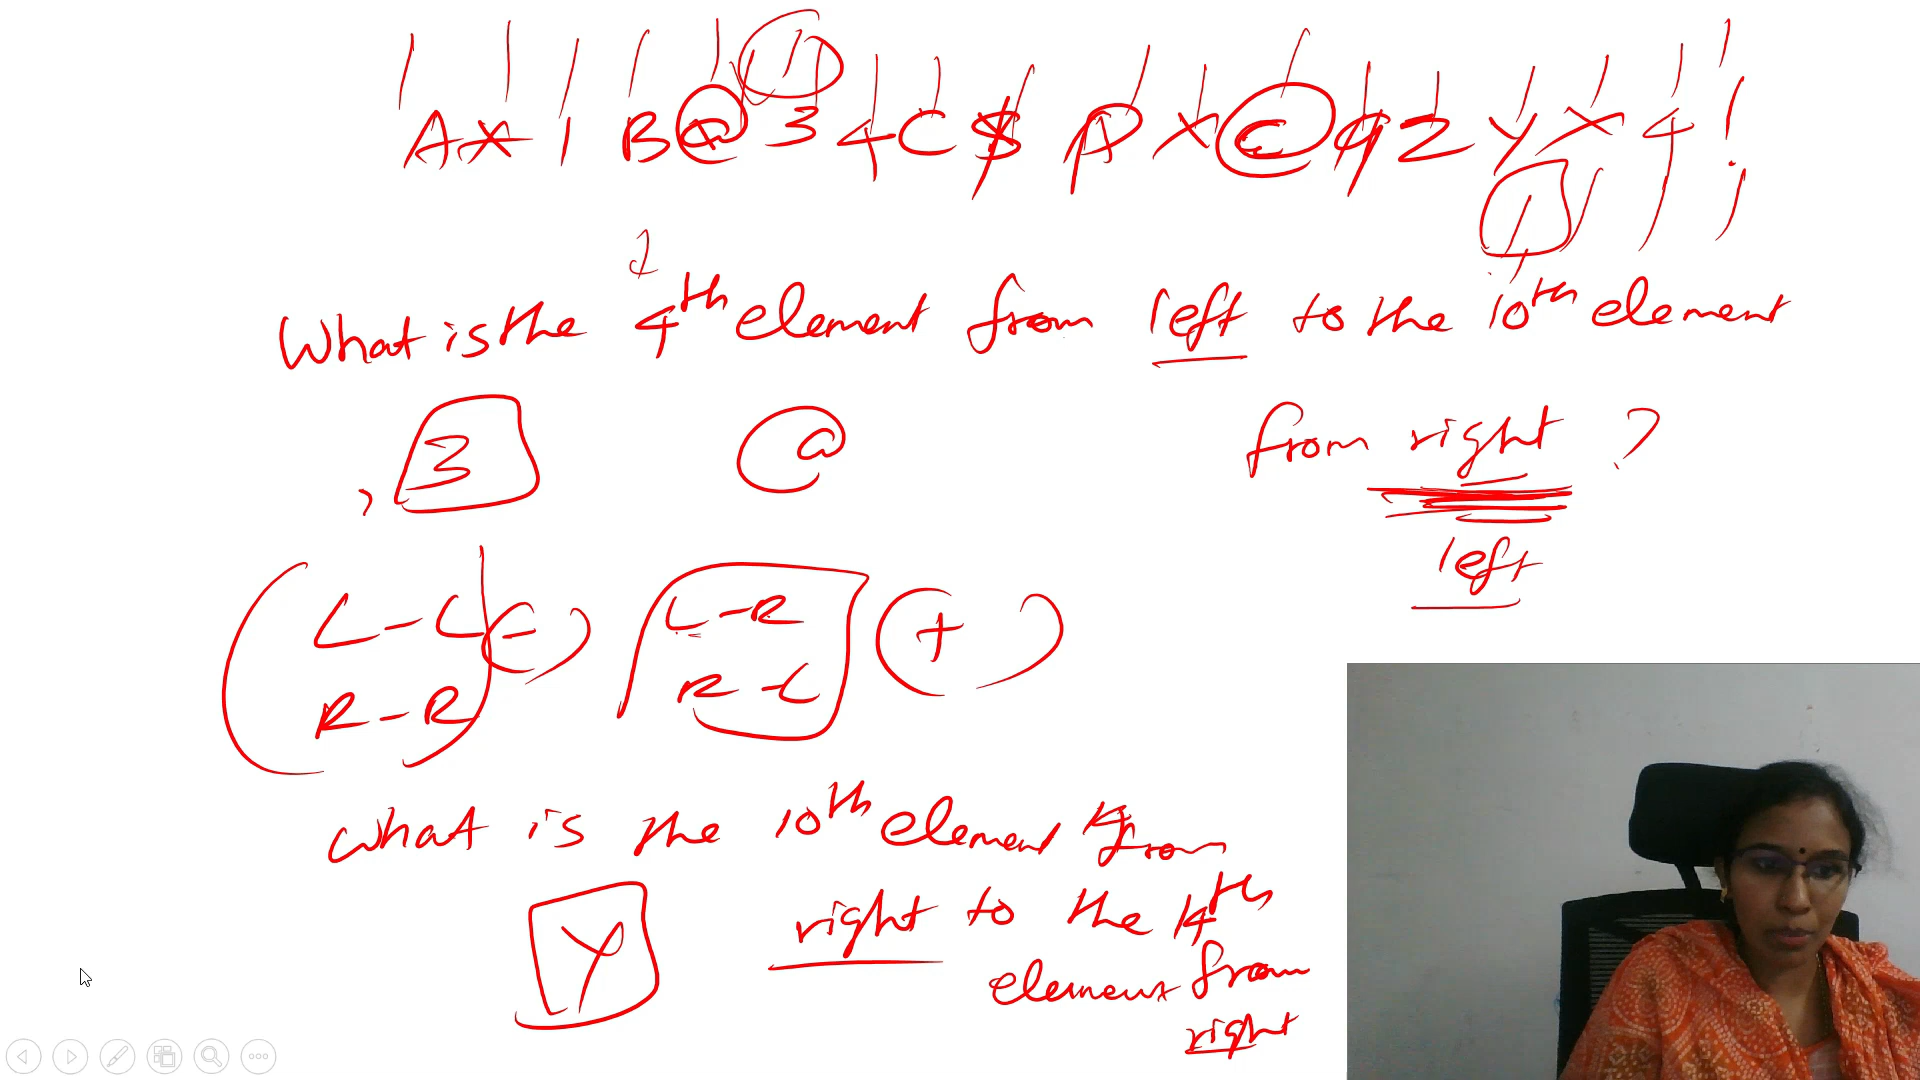 A * 1 B @ 3 4 C $ A X C 9 Z Y X 4 !
What is the 4th element from left to the 10th element
from right ?
3 @
left
L - L (-) L - R (+)
R - R R - L
What is the 10th element from
right to the 14th
element from
right
Y